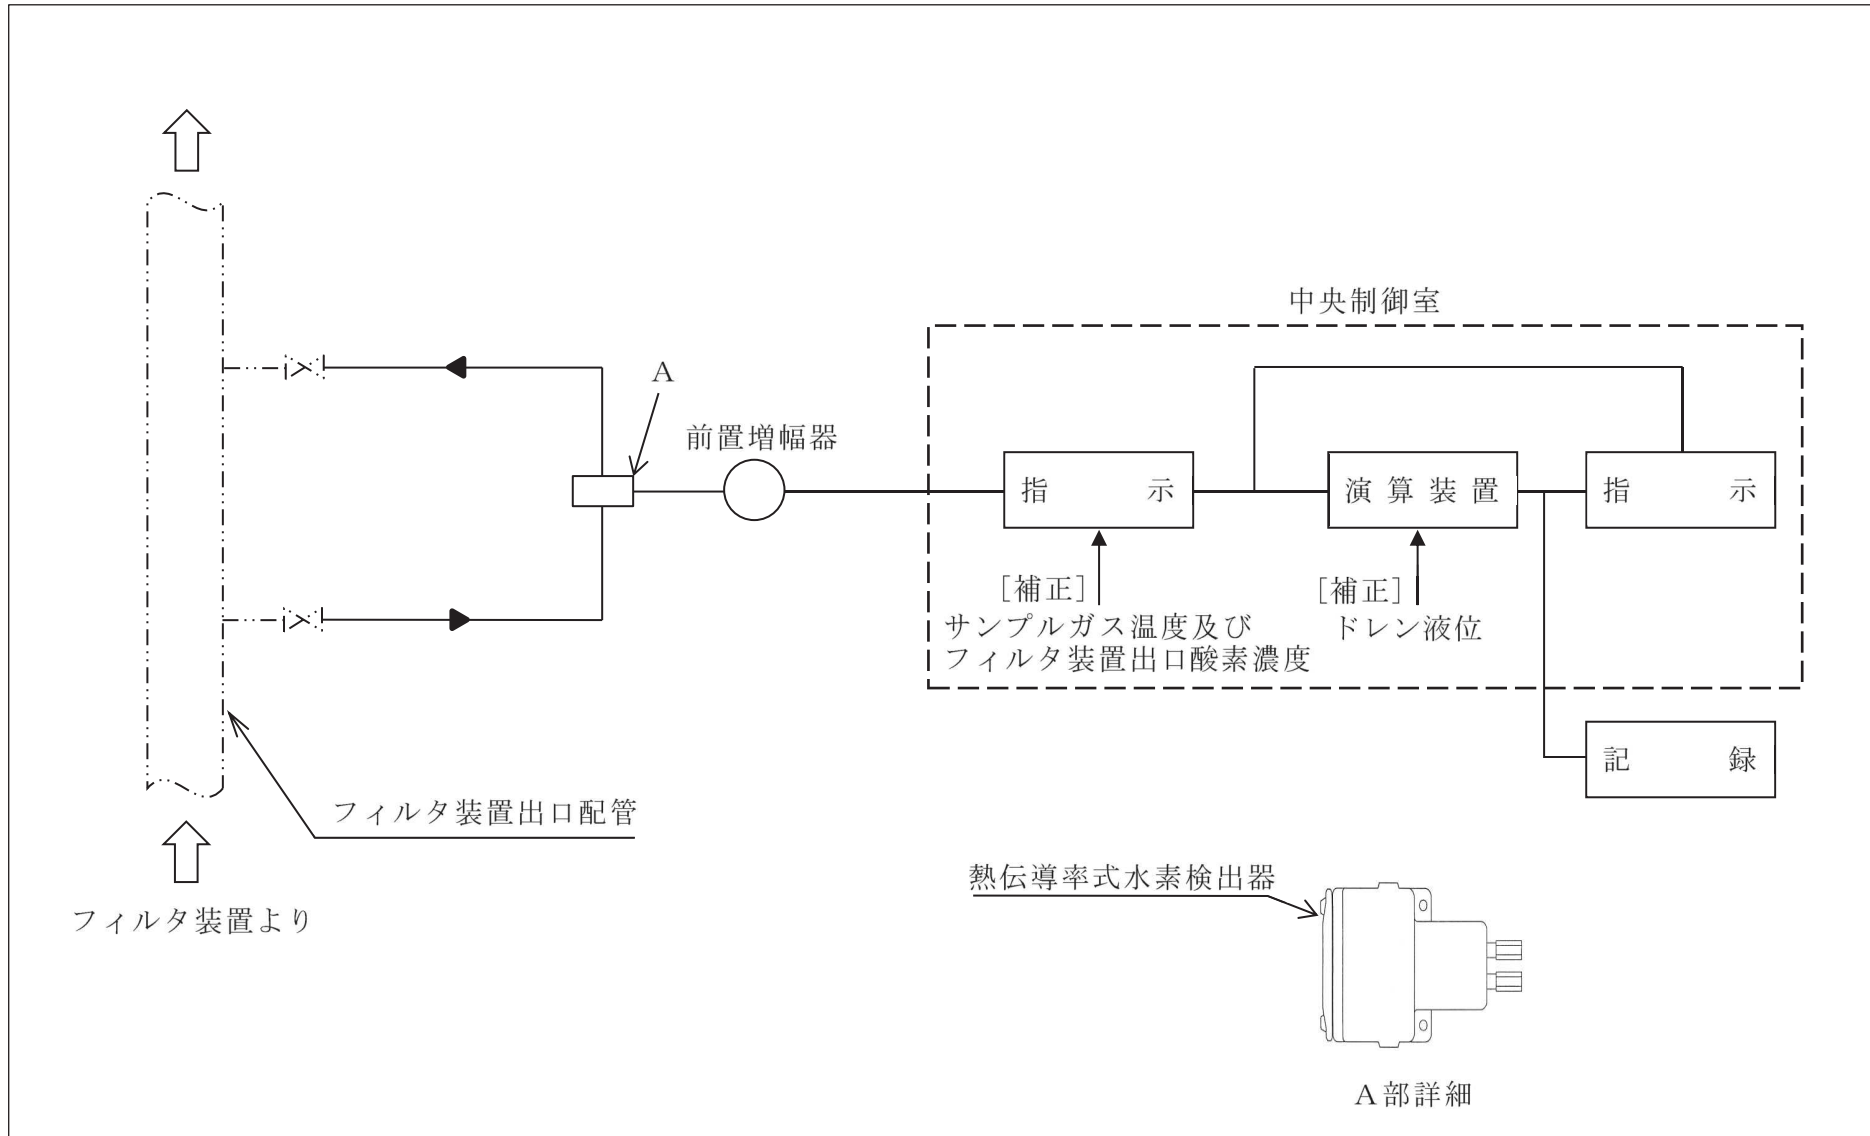 中央制御室
A
前置増幅器
指示
演算装置
指示
[補正]
サンプルガス温度及び
フィルタ装置出口酸素濃度
[補正]
ドレン液位
記録
フィルタ装置出口配管
フィルタ装置より
熱伝導率式水素検出器
A部詳細